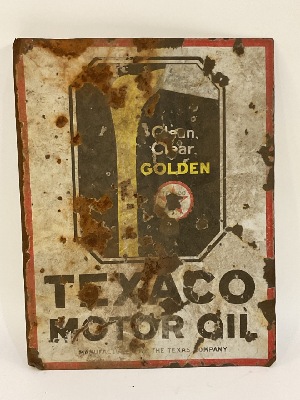 Clean,
Clear,
GOLDEN
TEXACO
MOTOR OIL
THE TEXAS COMPANY